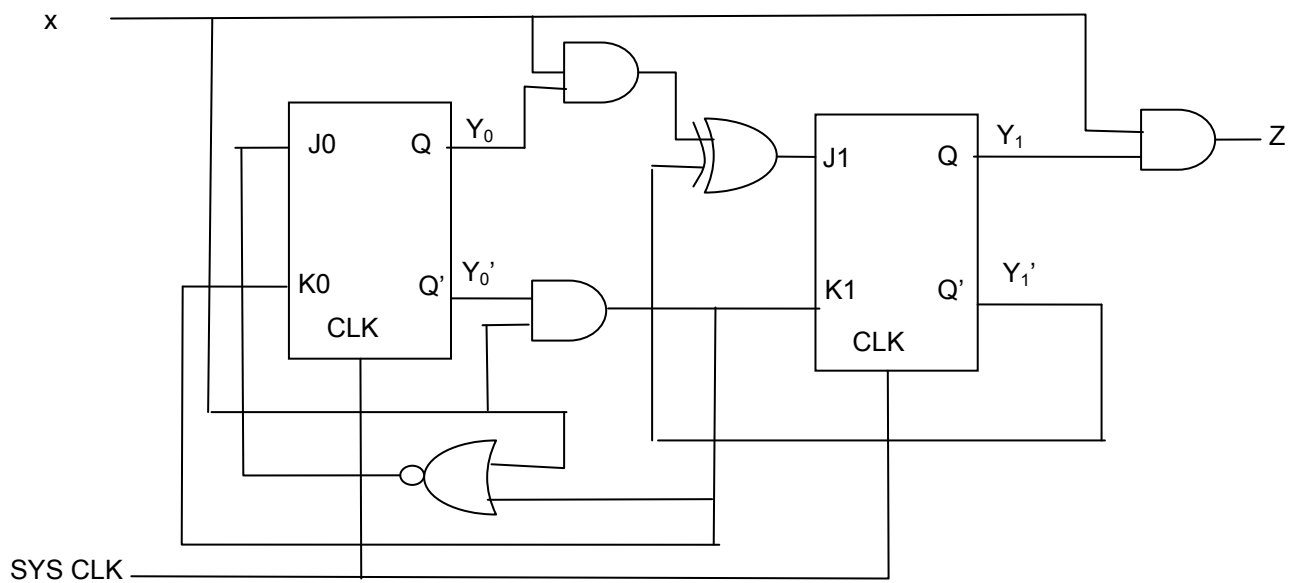 x
Y₀
J0
Q
Y₁
J1
Q
Z
K0
Q'
Y₀'
CLK
K1
Q'
Y₁'
CLK
SYS CLK